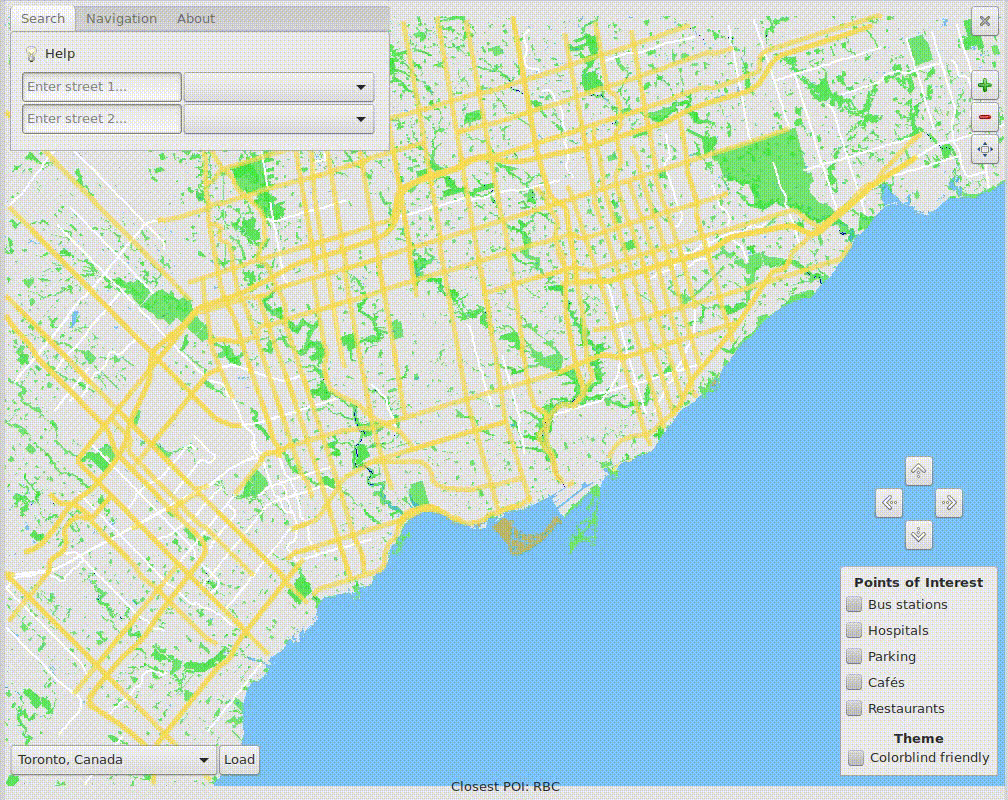 Search Navigation About
Help
Enter street 1...
Enter street 2...
Points of Interest
Bus stations
Hospitals
Parking
Cafés
Restaurants
Theme
Colorblind friendly
Toronto, Canada Load
Closest POI: RBC